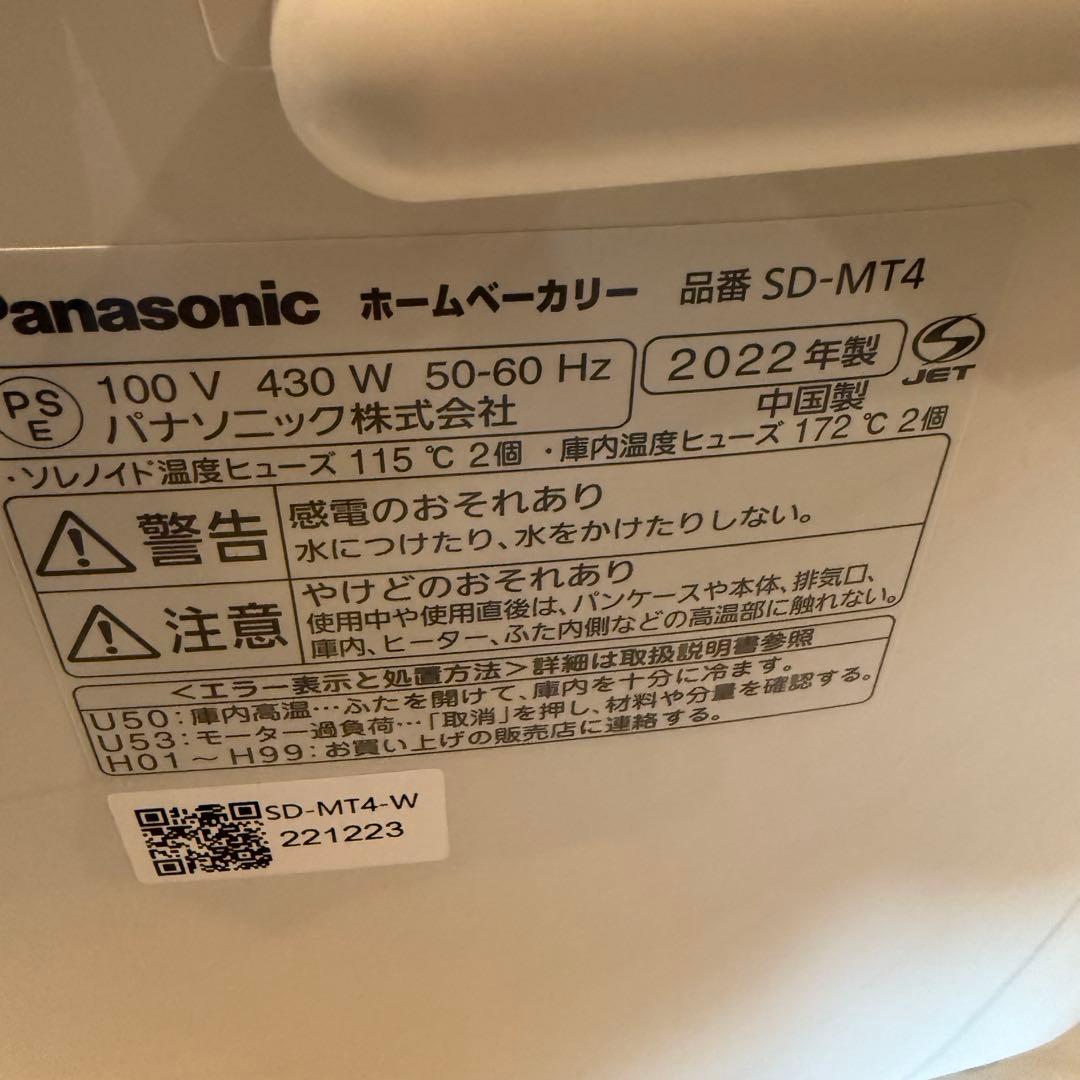 Panasonic ホームベーカリー 品番 SD-MT4
PSE 100 V 430 W 50-60 Hz 2022年製 JET
パナソニック株式会社 中国製
・ソレノイド温度ヒューズ 115 ℃ 2個 ・庫内温度ヒューズ 172 ℃ 2個
警告 感電のおそれあり
水につけたり、水をかけたりしない。
注意 やけどのおそれあり
使用中や使用直後は、パンケースや本体、排気口、
庫内、ヒーター、ふた内側などの高温部に触れない。
<エラー表示と処置方法>詳細は取扱説明書参照
U50:庫内高温…ふたを開けて、庫内を十分に冷ます。
U53:モーター過負荷…「取消」を押し、材料や分量を確認する。
H01～H99:お買い上げの販売店に連絡する。
SD-MT4-W
221223